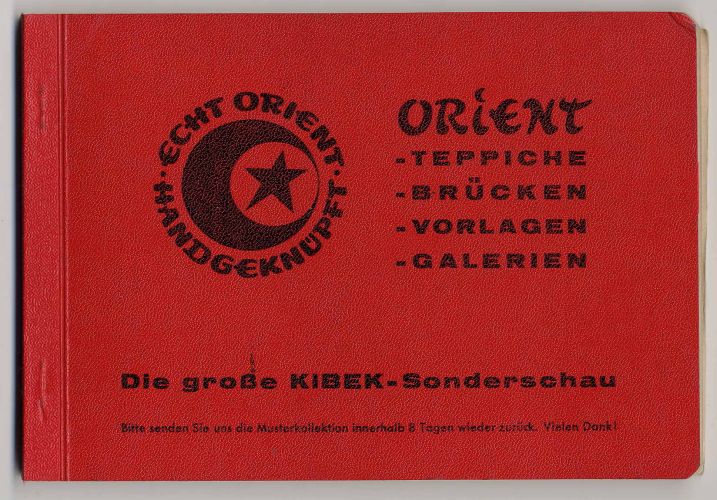 · ECHT ORIENT ·
HANDGEKNÜPFT
ORiENT
-TEPPICHE
-BRÜCKEN
-VORLAGEN
-GALERIEN
Die große KIBEK-Sonderschau
Bitte senden Sie uns die Musterkollektion innerhalb 8 Tagen wieder zurück. Vielen Dank!